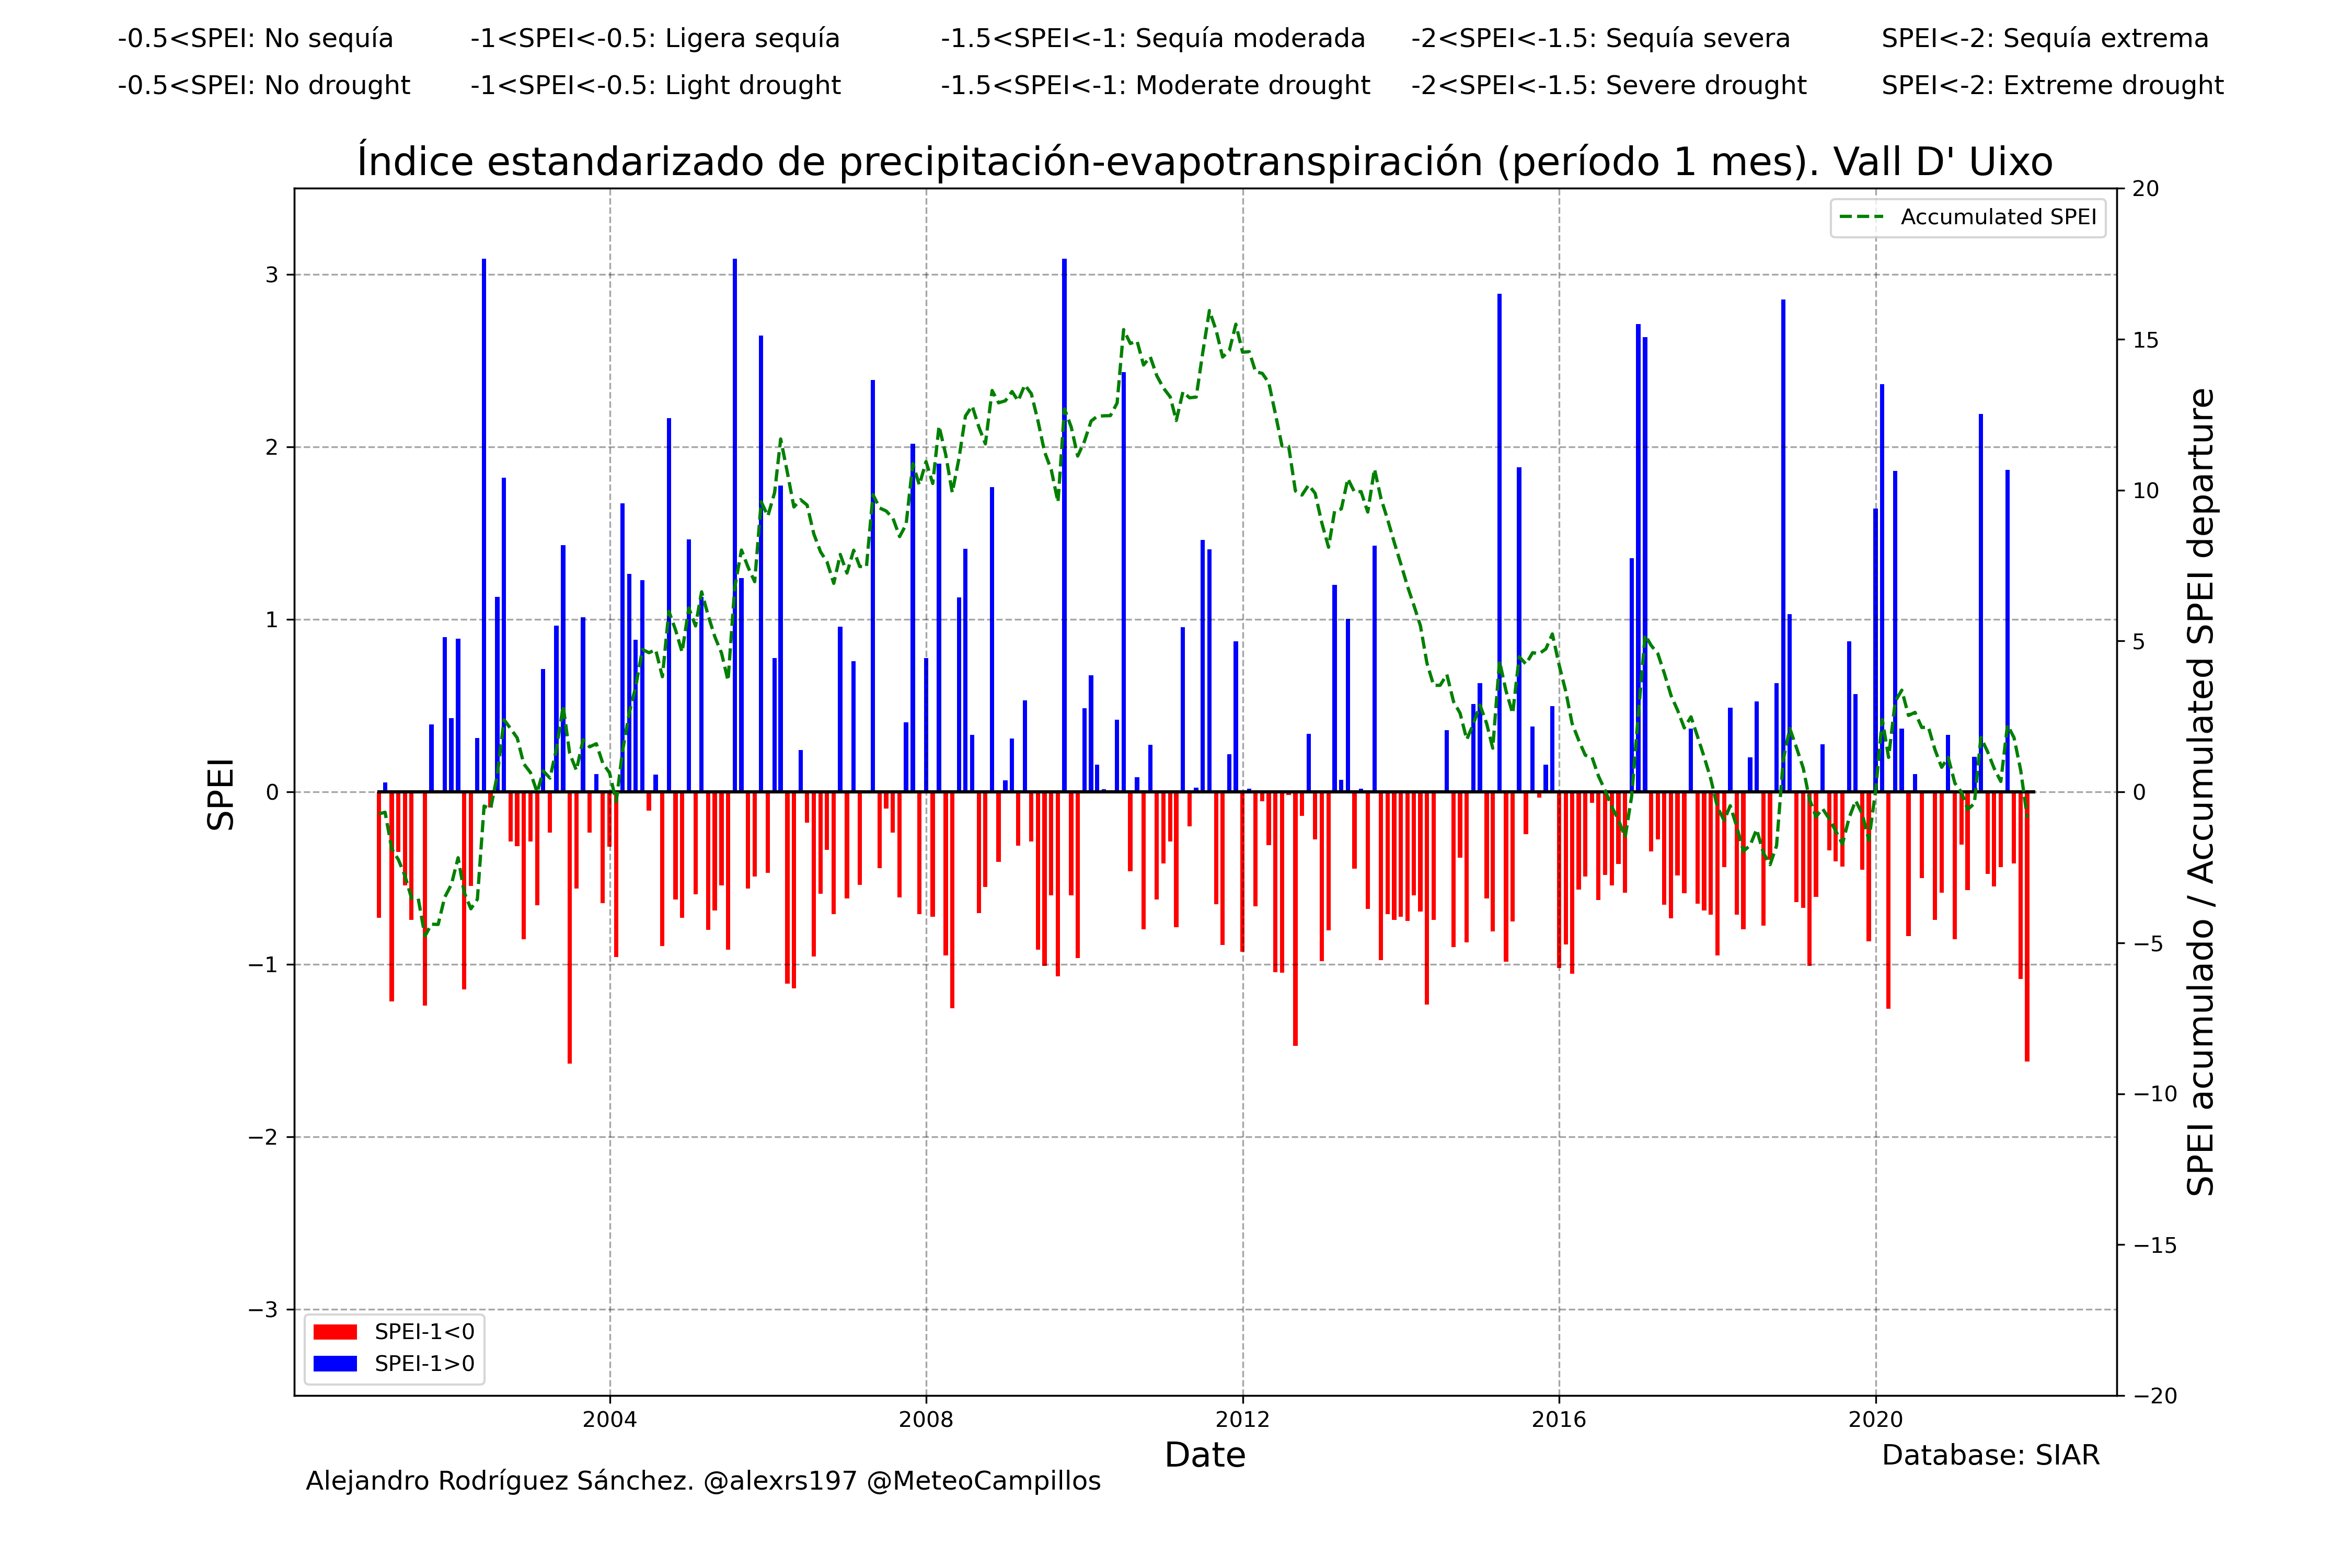 -0.5<SPEI: No sequía -1<SPEI<-0.5: Ligera sequía -1.5<SPEI<-1: Sequía moderada -2<SPEI<-1.5: Sequía severa SPEI<-2: Sequía extrema
-0.5<SPEI: No drought -1<SPEI<-0.5: Light drought -1.5<SPEI<-1: Moderate drought -2<SPEI<-1.5: Severe drought SPEI<-2: Extreme drought
Índice estandarizado de precipitación-evapotranspiración (período 1 mes). Vall D' Uixo
Accumulated SPEI
SPEI
3
2
1
0
−1
−2
−3
20
15
10
5
0
−5
−10
−15
−20
SPEI acumulado / Accumulated SPEI departure
SPEI-1<0
SPEI-1>0
2004 2008 2012 2016 2020
Date
Database: SIAR
Alejandro Rodríguez Sánchez. @alexrs197 @MeteoCampillos